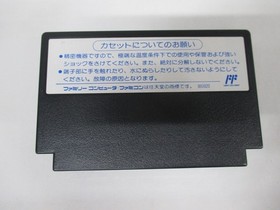 カセットについてのお願い
●精密機器ですので、極端な温度条件下での使用や保管および強い
ショックをさけてください。また、絶対に分解しないでください。
●端子部に手を触れたり、水にぬらしたりして汚さないようにして
ください。故障の原因となります。
ファミリーコンピュータ ファミコンは任天堂の商標です。